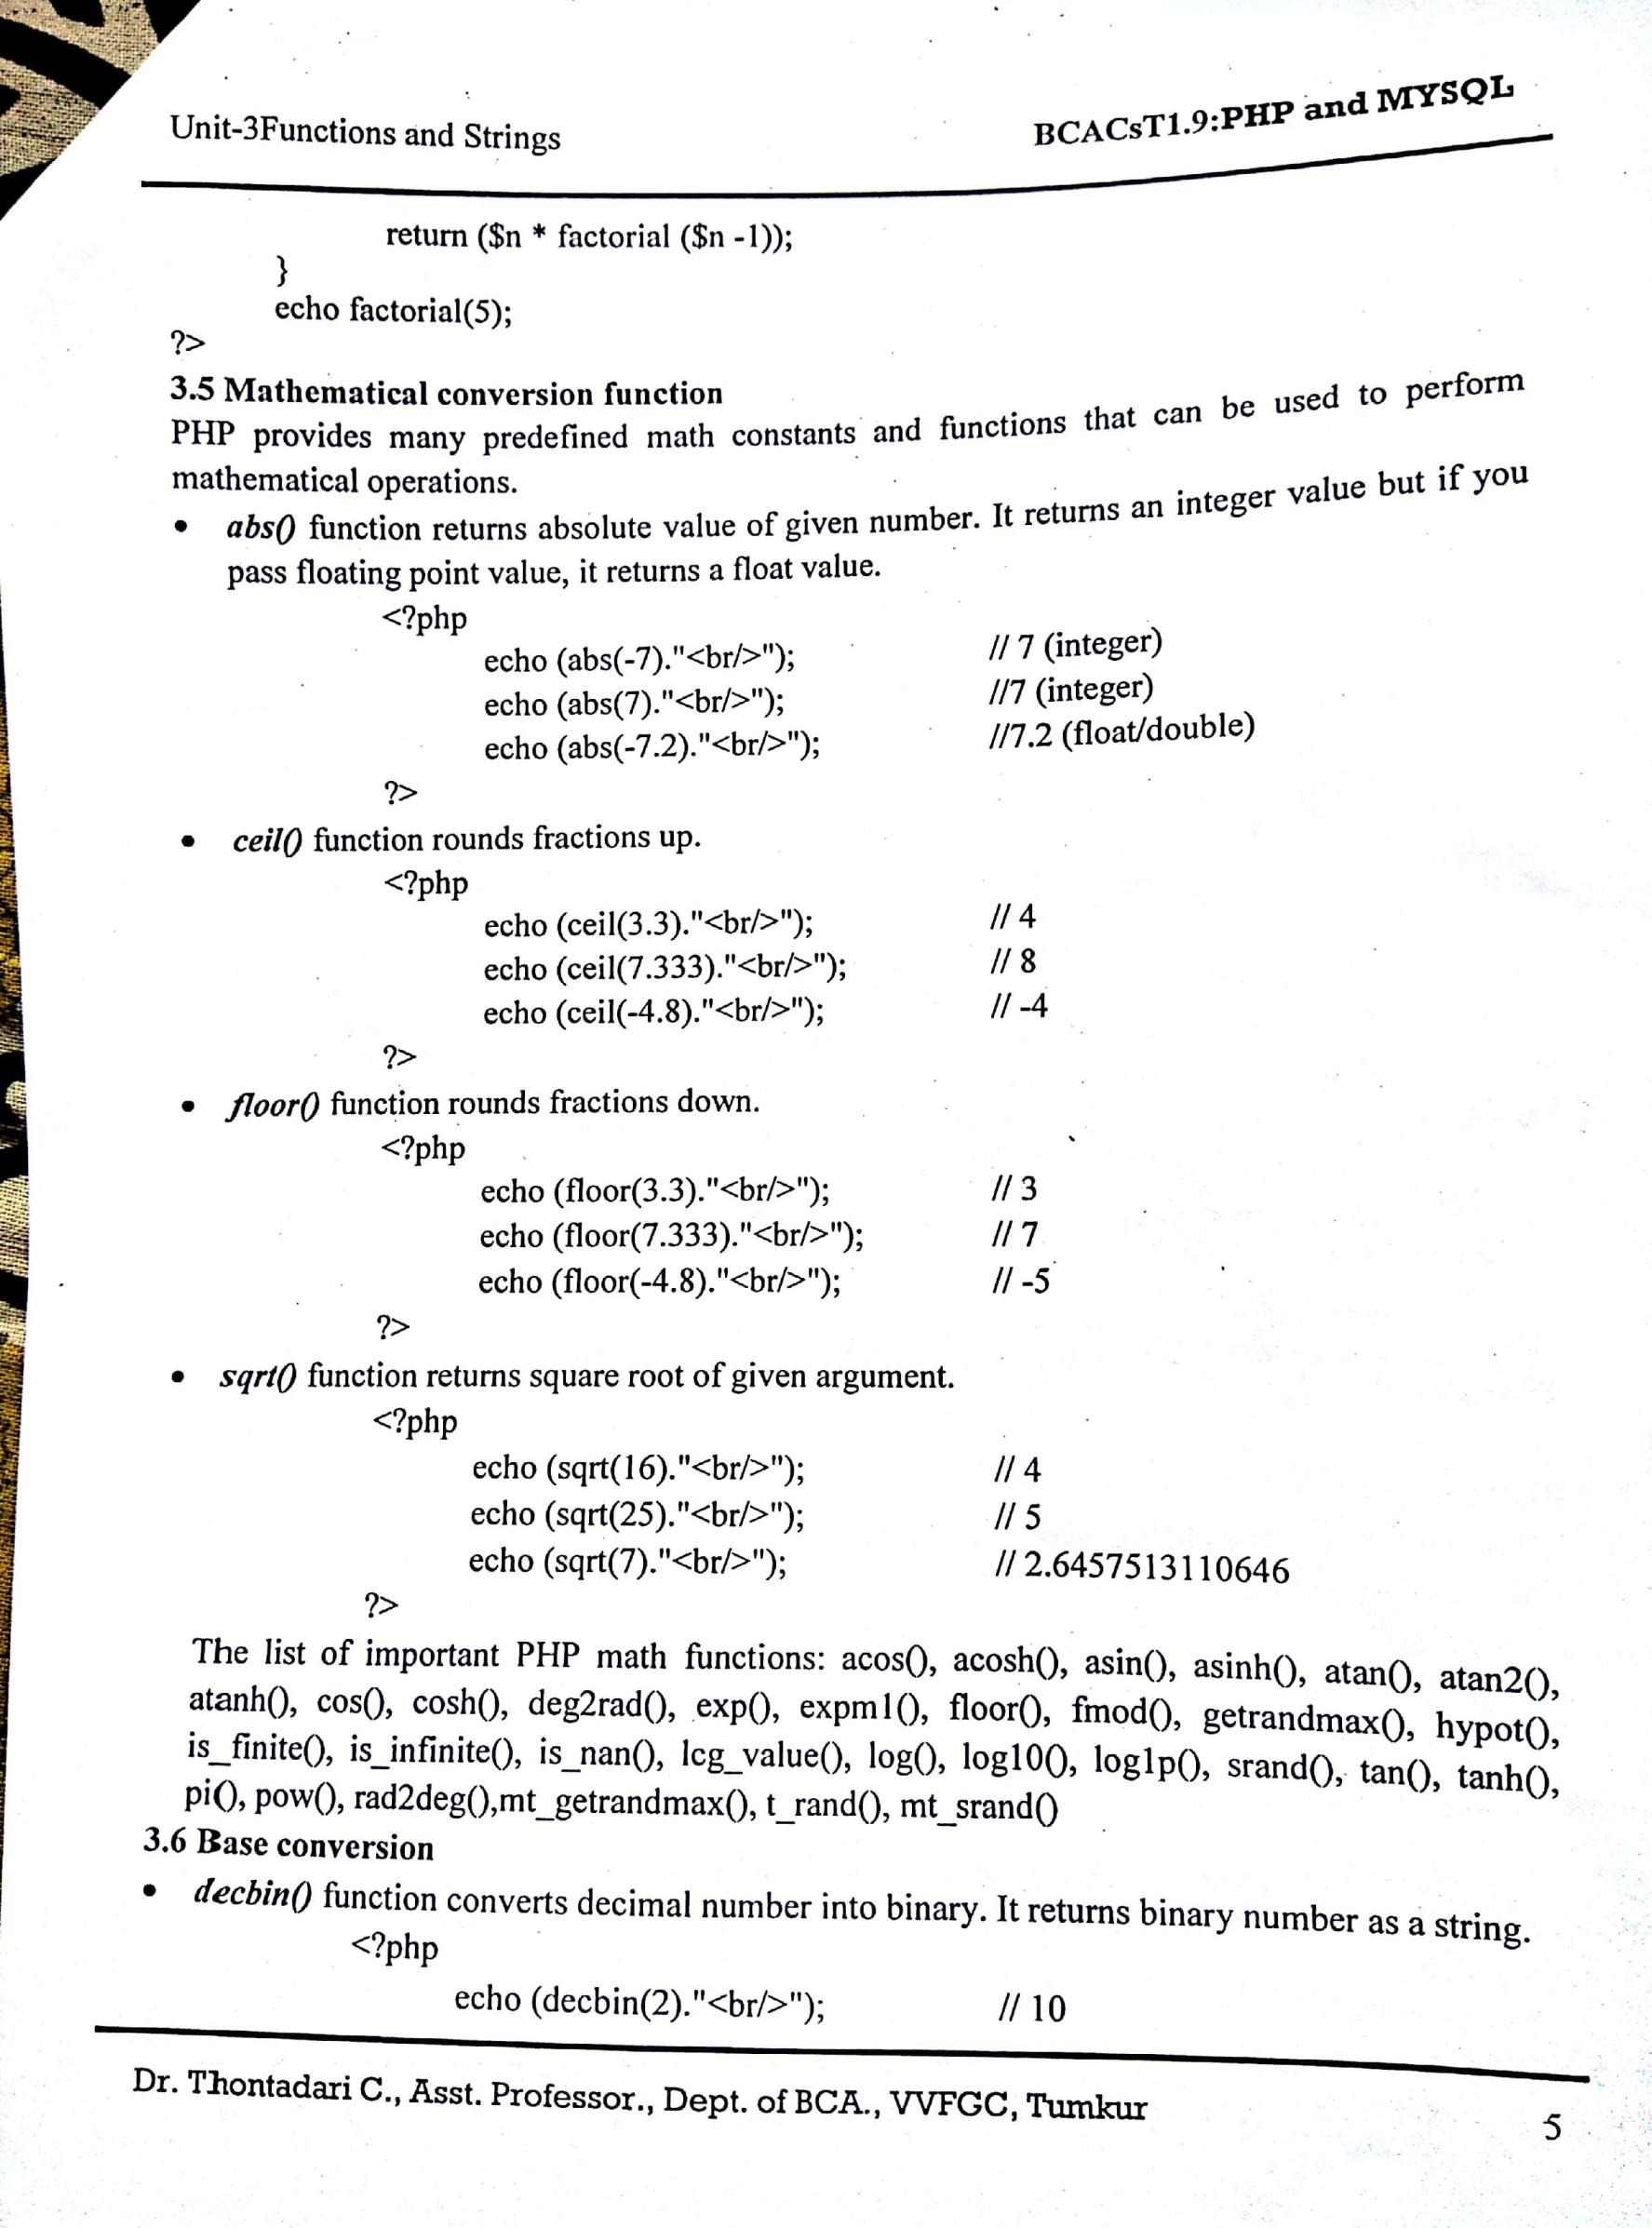 Unit-3Functions and Strings
BCACsT1.9:PHP and MYSQL
return ($n * factorial ($n -1));
}
echo factorial(5);
?>
3.5 Mathematical conversion function
PHP provides many predefined math constants and functions that can be used to perform
mathematical operations.
• abs() function returns absolute value of given number. It returns an integer value but if you
pass floating point value, it returns a float value.
<?php
echo (abs(-7)."<br/>"); // 7 (integer)
echo (abs(7)."<br/>"); //7 (integer)
echo (abs(-7.2)."<br/>"); //7.2 (float/double)
?>
• ceil() function rounds fractions up.
<?php
echo (ceil(3.3)."<br/>"); // 4
echo (ceil(7.333)."<br/>"); // 8
echo (ceil(-4.8)."<br/>"); // -4
?>
• floor() function rounds fractions down.
<?php
echo (floor(3.3)."<br/>"); // 3
echo (floor(7.333)."<br/>"); // 7
echo (floor(-4.8)."<br/>"); // -5
?>
• sqrt() function returns square root of given argument.
<?php
echo (sqrt(16)."<br/>"); // 4
echo (sqrt(25)."<br/>"); // 5
echo (sqrt(7)."<br/>"); // 2.6457513110646
?>
The list of important PHP math functions: acos(), acosh(), asin(), asinh(), atan(), atan2(),
atanh(), cos(), cosh(), deg2rad(), exp(), expm1(), floor(), fmod(), getrandmax(), hypot(),
is_finite(), is_infinite(), is_nan(), lcg_value(), log(), log10(), log1p(), srand(), tan(), tanh(),
pi(), pow(), rad2deg(),mt_getrandmax(), t_rand(), mt_srand()
3.6 Base conversion
• decbin() function converts decimal number into binary. It returns binary number as a string.
<?php
echo (decbin(2)."<br/>"); // 10
Dr. Thontadari C., Asst. Professor., Dept. of BCA., VVFGC, Tumkur
5